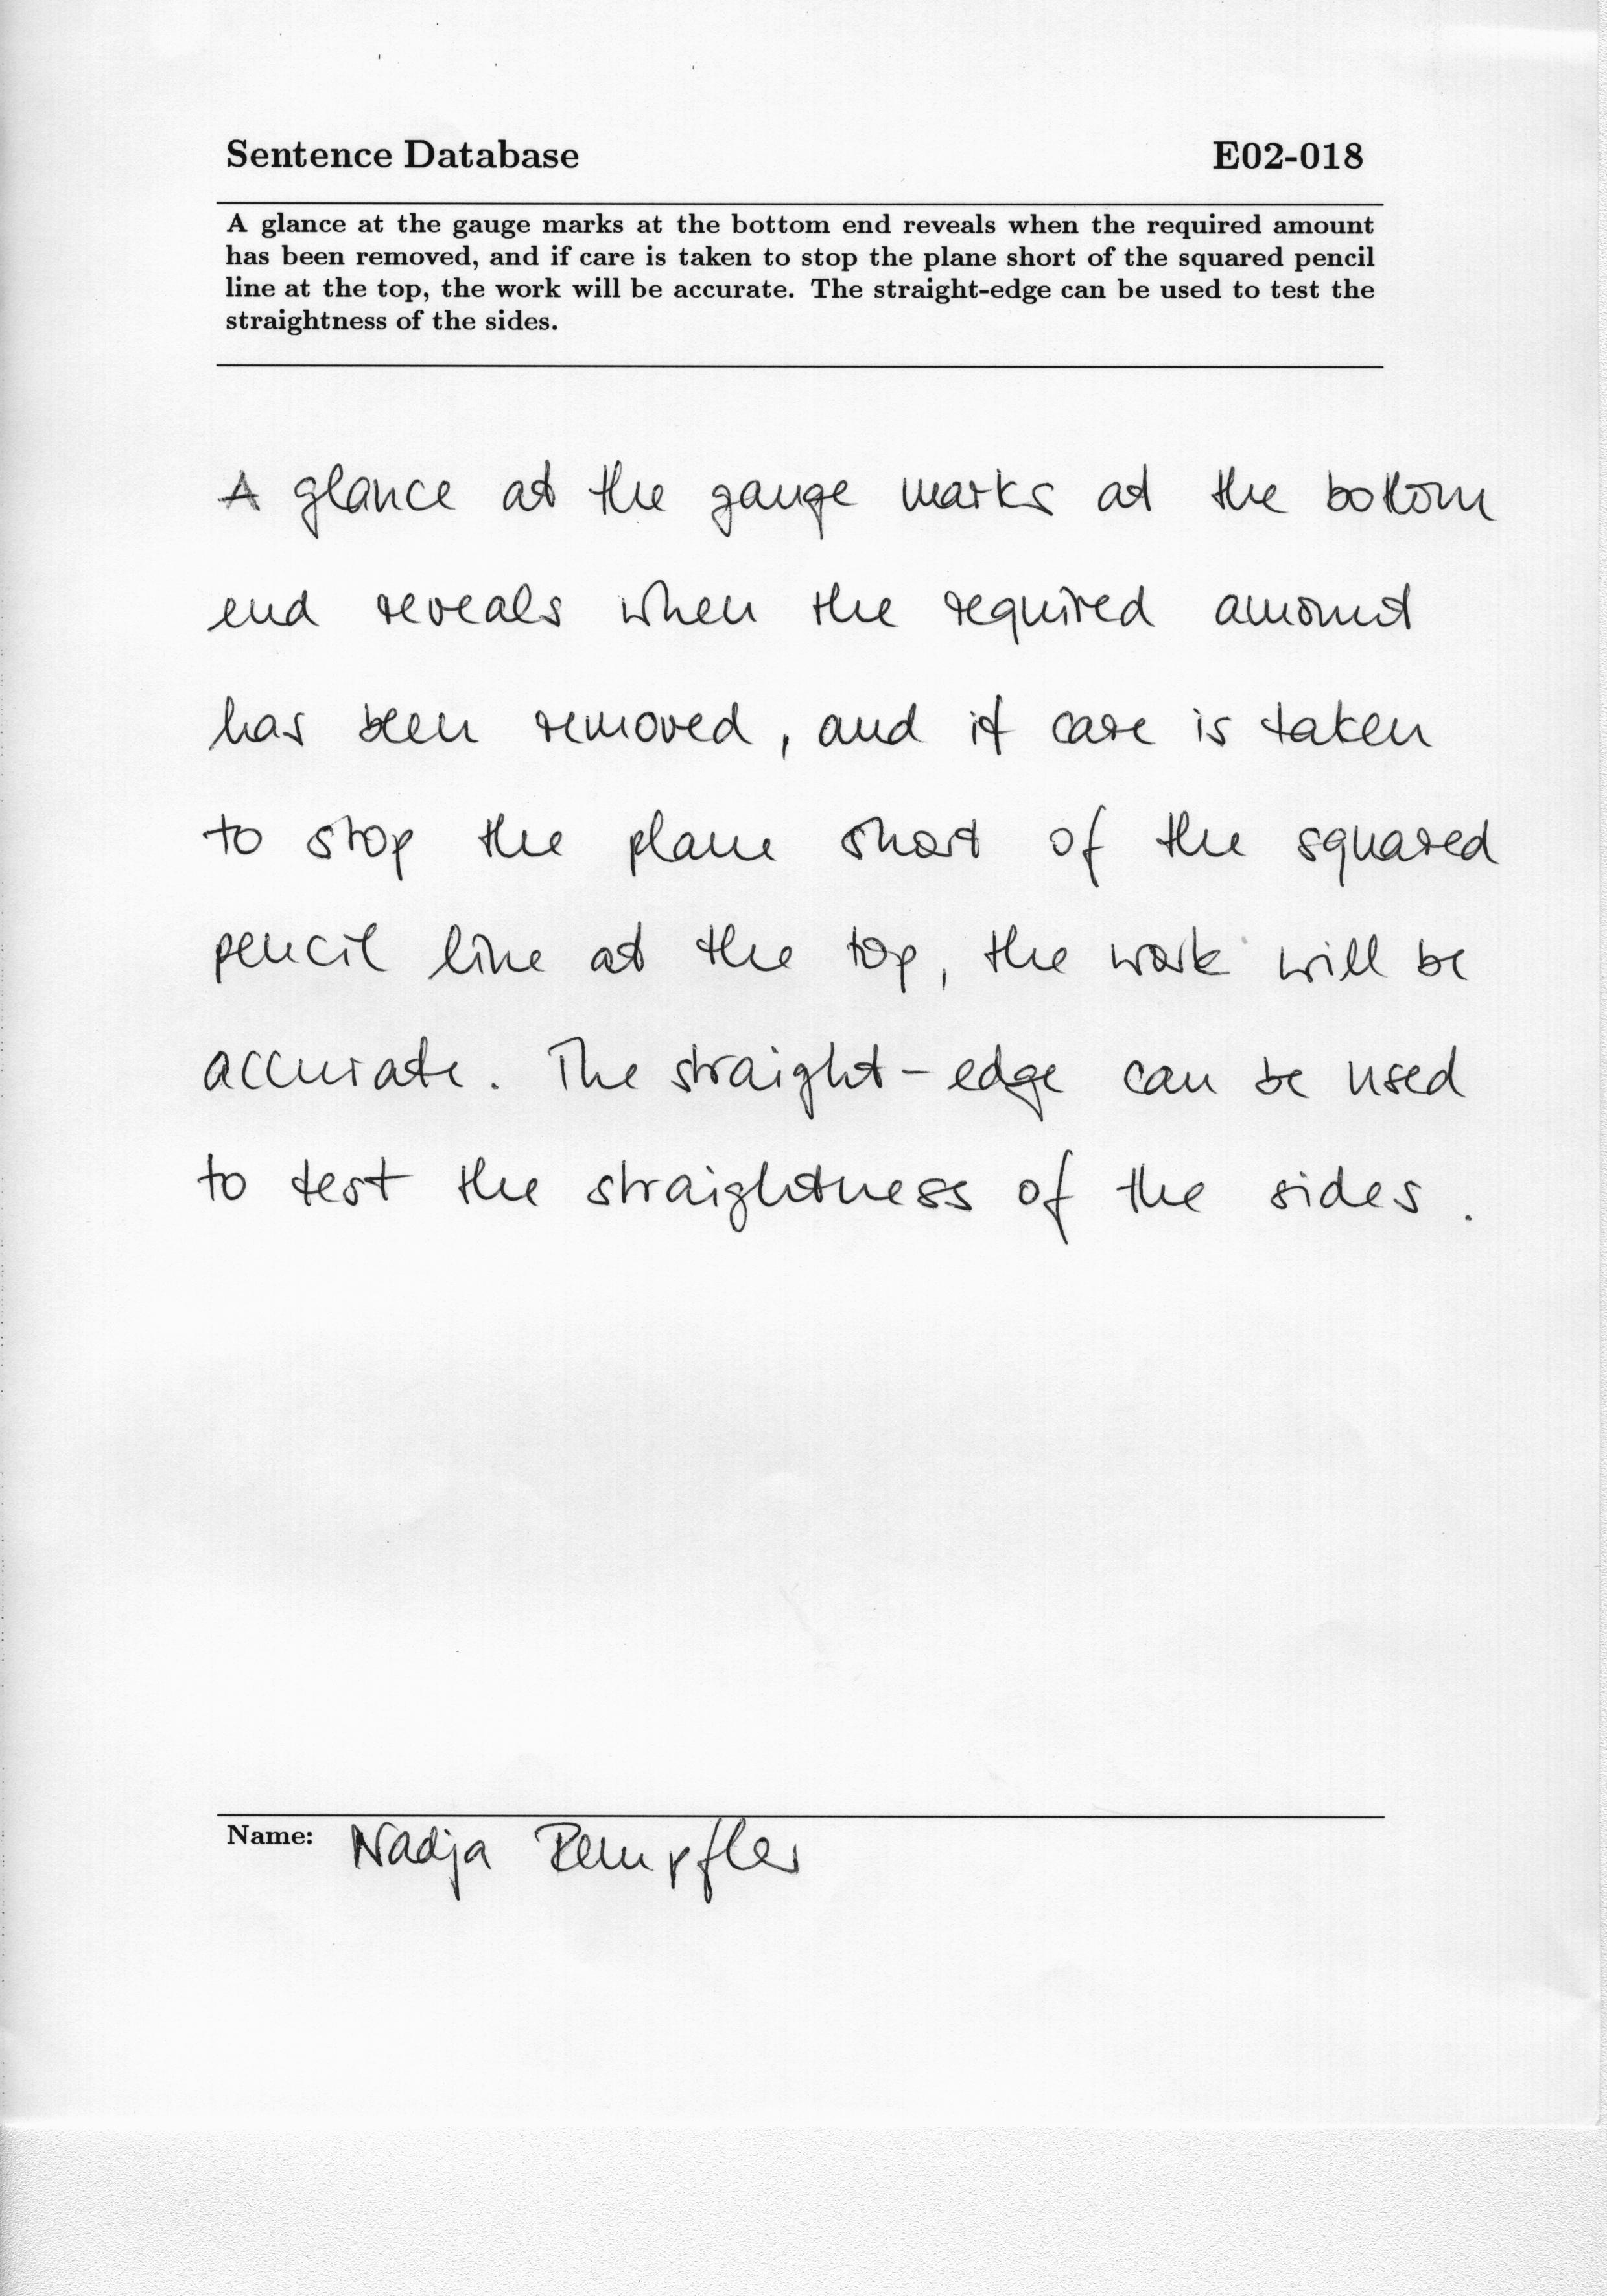 Sentence Database E02-018
A glance at the gauge marks at the bottom end reveals when the required amount
has been removed, and if care is taken to stop the plane short of the squared pencil
line at the top, the work will be accurate. The straight-edge can be used to test the
straightness of the sides.
A glance at the gauge marks at the bottom
end reveals when the required amount
has been removed, and if care is taken
to stop the plane short of the squared
pencil line at the top, the work will be
accurate. The straight-edge can be used
to test the straightness of the sides.
Name: Nadja Rempfler